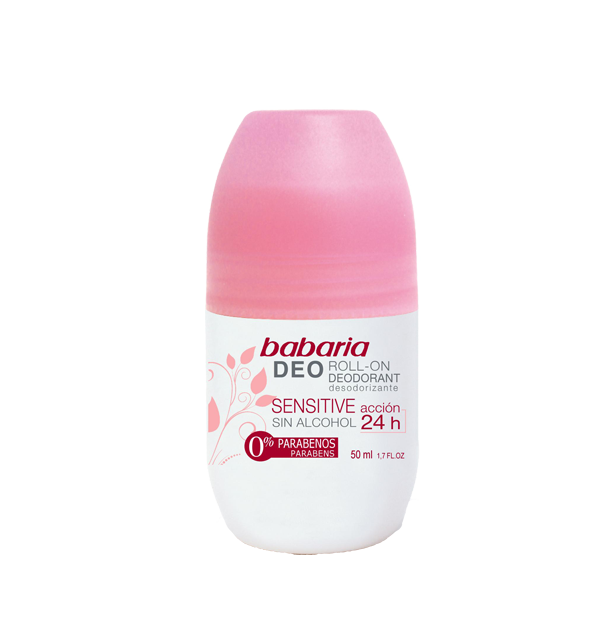 babaria
DEO ROLL-ON
DEODORANT
desodorizante
SENSITIVE acción
SIN ALCOHOL 24 h
0% PARABENOS
PARABENS
50 ml 1,7 FL.OZ